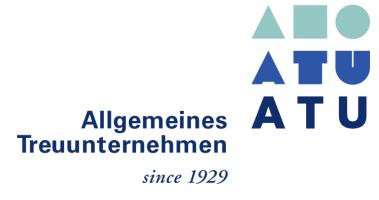 ATU
ATU
Allgemeines
Treuunternehmen
since 1929